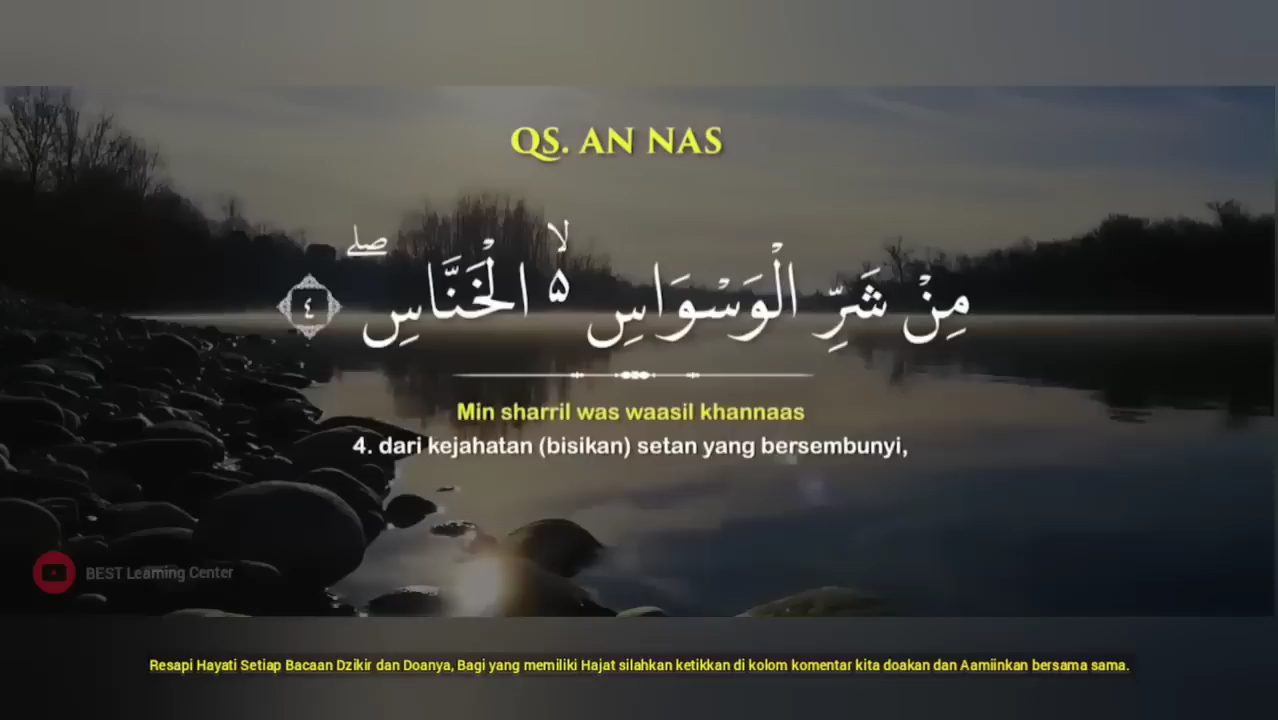 QS. AN NAS
مِنْ شَرِّ الْوَسْوَاسِ ۵ۙ الْخَنَّاسِۖ ٤
Min sharril was waasil khannaas
4. dari kejahatan (bisikan) setan yang bersembunyi,
BEST Learning Center
Resapi Hayati Setiap Bacaan Dzikir dan Doanya, Bagi yang memiliki Hajat silahkan ketikkan di kolom komentar kita doakan dan Aamiinkan bersama sama.